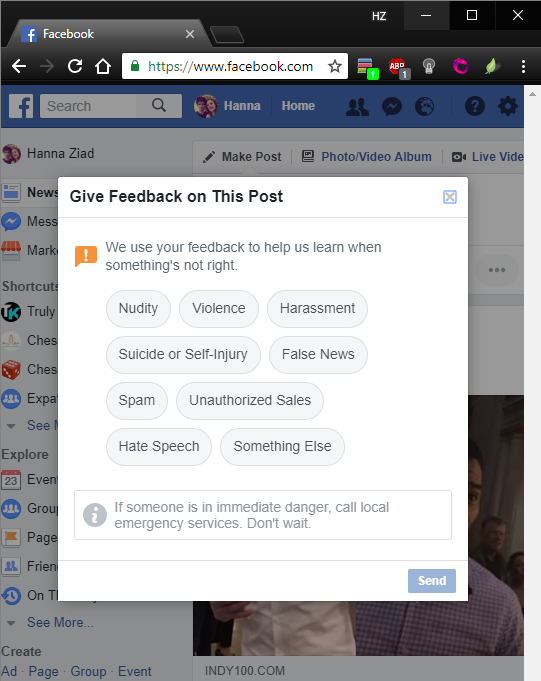 HZ
Facebook
https://www.facebook.com
1
ABP
1
Search
Hanna
Home
Hanna Ziad
Make Post
Photo/Video Album
Live Vide
News
Give Feedback on This Post
Mess
Marke
We use your feedback to help us learn when
something's not right.
Nudity
Violence
Harassment
Shortcuts
Truly
Suicide or Self-Injury
False News
Ches
Ches
Spam
Unauthorized Sales
Expa
See M
Hate Speech
Something Else
Explore
23
Event
Group
If someone is in immediate danger, call local
emergency services. Don't wait.
Page
Friend
Send
On Th
See More...
Create
Ad · Page · Group · Event
INDY100.COM